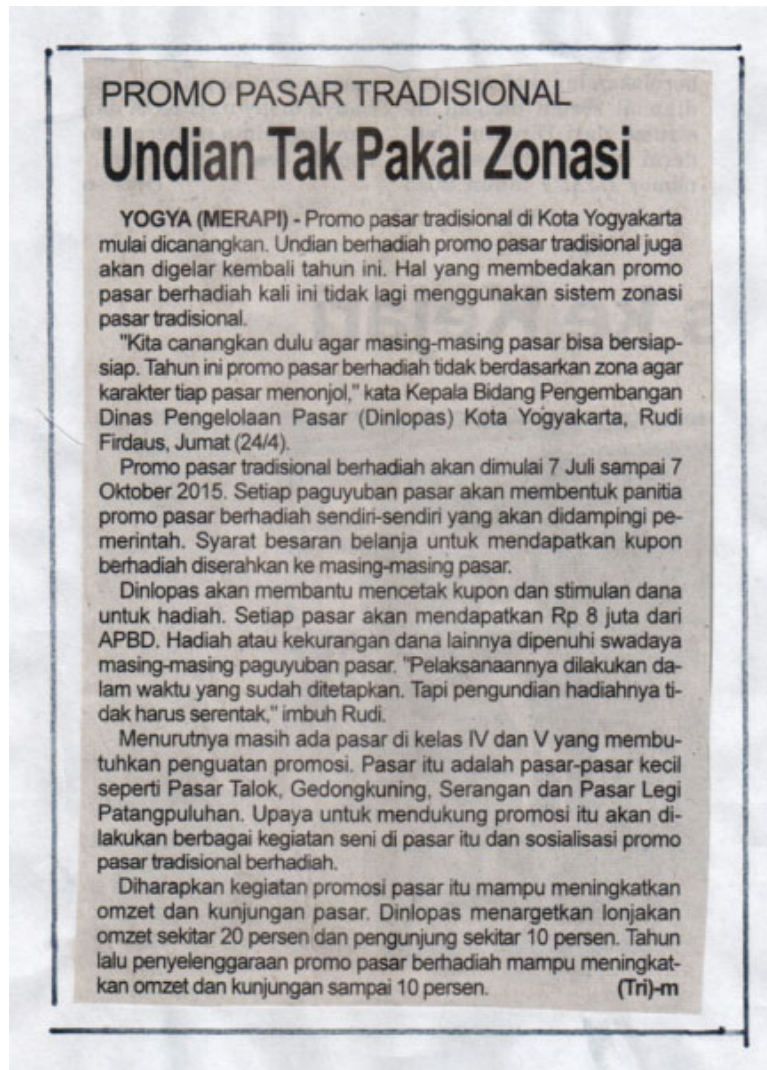 PROMO PASAR TRADISIONAL
Undian Tak Pakai Zonasi
YOGYA (MERAPI) - Promo pasar tradisional di Kota Yogyakarta
mulai dicanangkan. Undian berhadiah promo pasar tradisional juga
akan digelar kembali tahun ini. Hal yang membedakan promo
pasar berhadiah kali ini tidak lagi menggunakan sistem zonasi
pasar tradisional.
"Kita canangkan dulu agar masing-masing pasar bisa bersiap-
siap. Tahun ini promo pasar berhadiah tidak berdasarkan zona agar
karakter tiap pasar menonjol," kata Kepala Bidang Pengembangan
Dinas Pengelolaan Pasar (Dinlopas) Kota Yogyakarta, Rudi
Firdaus, Jumat (24/4).
Promo pasar tradisional berhadiah akan dimulai 7 Juli sampai 7
Oktober 2015. Setiap paguyuban pasar akan membentuk panitia
promo pasar berhadiah sendiri-sendiri yang akan didampingi pe-
merintah. Syarat besaran belanja untuk mendapatkan kupon
berhadiah diserahkan ke masing-masing pasar.
Dinlopas akan membantu mencetak kupon dan stimulan dana
untuk hadiah. Setiap pasar akan mendapatkan Rp 8 juta dari
APBD. Hadiah atau kekurangan dana lainnya dipenuhi swadaya
masing-masing paguyuban pasar. "Pelaksanaannya dilakukan da-
lam waktu yang sudah ditetapkan. Tapi pengundian hadiahnya ti-
dak harus serentak," imbuh Rudi.
Menurutnya masih ada pasar di kelas IV dan V yang membu-
tuhkan penguatan promosi. Pasar itu adalah pasar-pasar kecil
seperti Pasar Talok, Gedongkuning, Serangan dan Pasar Legi
Patangpuluhan. Upaya untuk mendukung promosi itu akan di-
lakukan berbagai kegiatan seni di pasar itu dan sosialisasi promo
pasar tradisional berhadiah.
Diharapkan kegiatan promosi pasar itu mampu meningkatkan
omzet dan kunjungan pasar. Dinlopas menargetkan lonjakan
omzet sekitar 20 persen dan pengunjung sekitar 10 persen. Tahun
lalu penyelenggaraan promo pasar berhadiah mampu meningkat-
kan omzet dan kunjungan sampai 10 persen. (Tri)-m